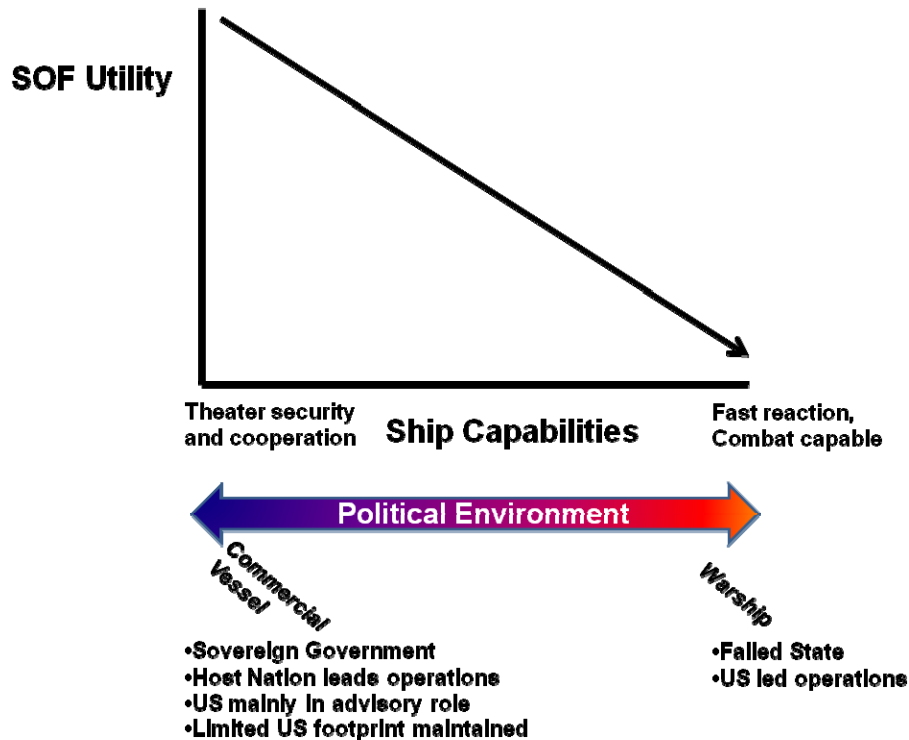 SOF Utility
Theater security
and cooperation
Ship Capabilities
Fast reaction,
Combat capable
Political Environment
Commercial
Vessel
Warship
•Sovereign Government
•Host Nation leads operations
•US mainly in advisory role
•Limited US footprint maintained
•Failed State
•US led operations